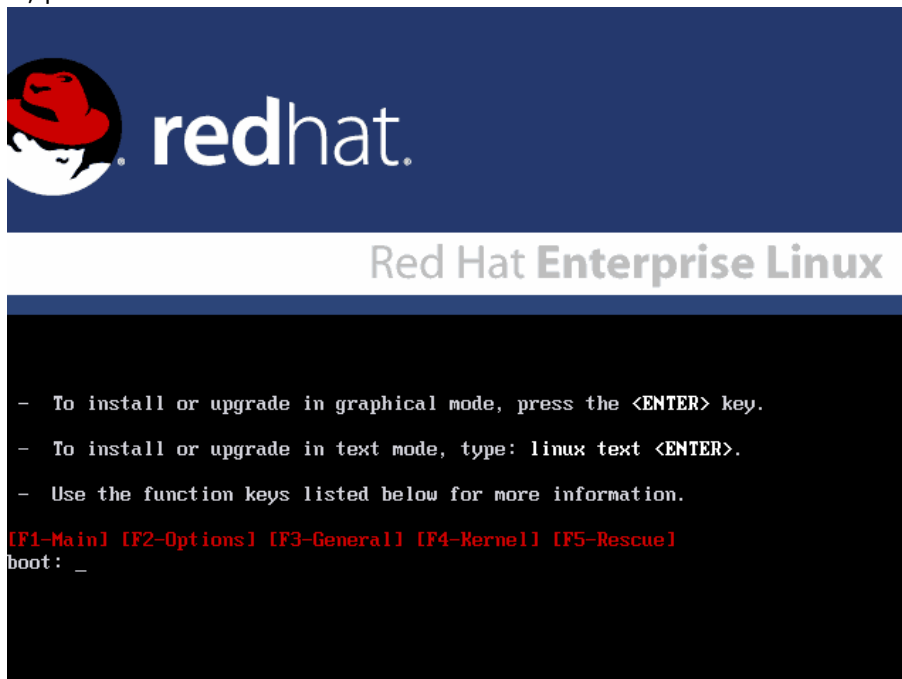 redhat.
Red Hat Enterprise Linux
- To install or upgrade in graphical mode, press the <ENTER> key.
- To install or upgrade in text mode, type: linux text <ENTER>.
- Use the function keys listed below for more information.
[F1-Main] [F2-Options] [F3-General] [F4-Kernel] [F5-Rescue]
boot: _